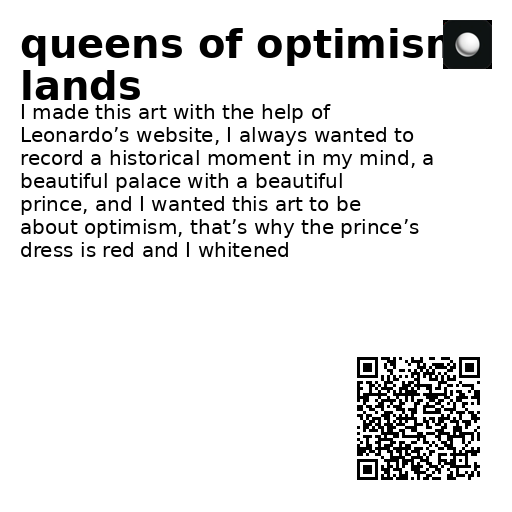 queens of optimism
lands
I made this art with the help of
Leonardo’s website, I always wanted to
record a historical moment in my mind, a
beautiful palace with a beautiful
prince, and I wanted this art to be
about optimism, that’s why the prince’s
dress is red and I whitened